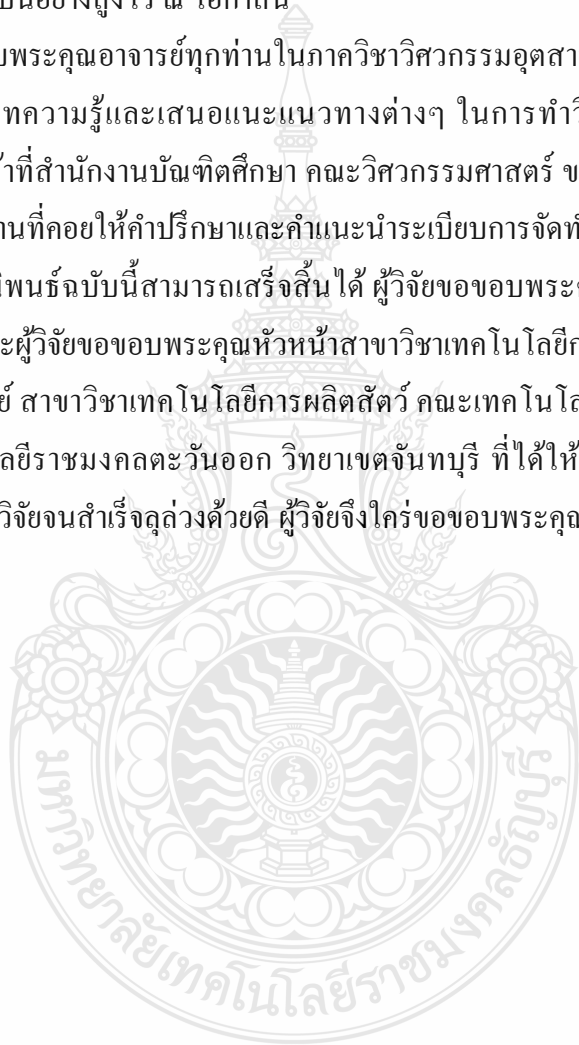 ป็นอย่างสูงไว้ ณ โอกาสนี้
บพระคุณอาจารย์ทุกท่านในภาควิชาวิศวกรรมอุตสา
ทความรู้และเสนอแนะแนวทางต่างๆ ในการทำวิ
ที่สำนักงานบัณฑิตศึกษา คณะวิศวกรรมศาสตร์ ข
านที่คอยให้คำปรึกษาและคำแนะนำระเบียบการจัดท
นิพนธ์ฉบับนี้สามารถเสร็จสิ้นได้ ผู้วิจัยขอขอบพระค
ะผู้วิจัยขอขอบพระคุณหัวหน้าสาขาวิชาเทคโนโลยีก
ย์ สาขาวิชาเทคโนโลยีการผลิตสัตว์ คณะเทคโนโล
ลยีราชมงคลตะวันออก วิทยาเขตจันทบุรี ที่ได้ให้
วิจัยจนสำเร็จลุล่วงด้วยดี ผู้วิจัยจึงใคร่ขอขอบพระคุณ
มหาวิทยาลัยเทคโนโลยีราชมงคลธัญบุรี